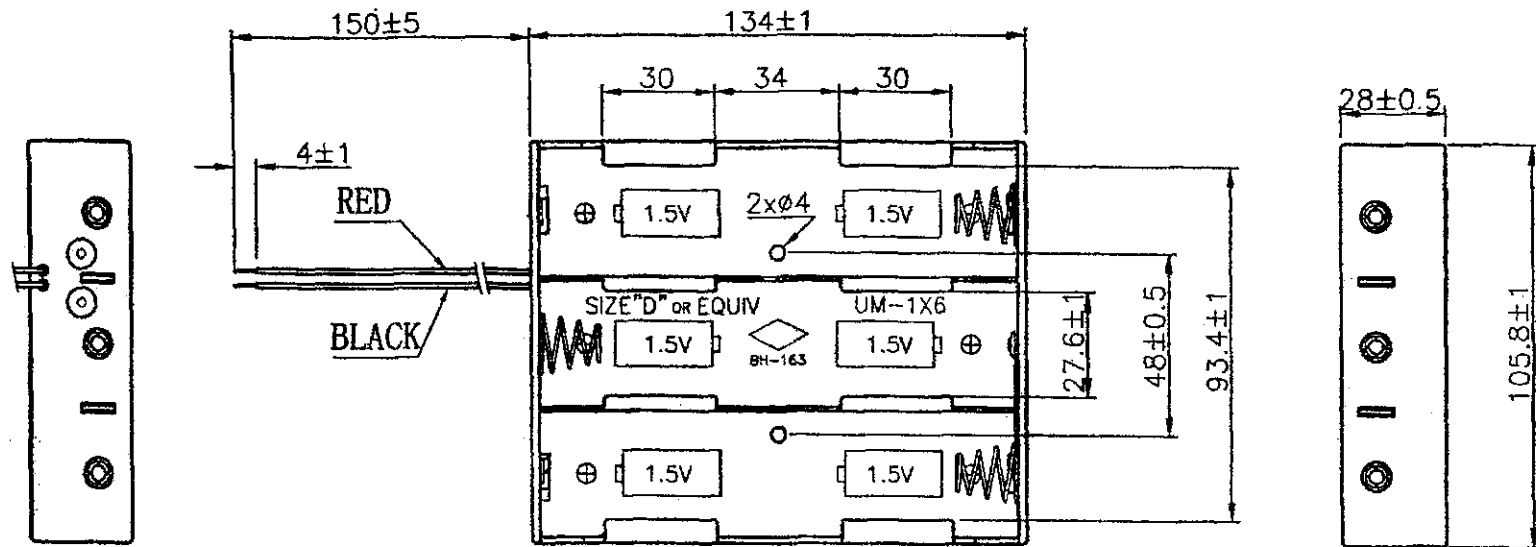 150±5
134±1
30
34
30
28±0.5
4±1
RED
1.5V
2xø4
1.5V
SIZE"D" OR EQUIV
UM-1X6
BLACK
1.5V
BH-163
1.5V
27.6±1
48±0.5
93.4±1
105.8±1
1.5V
1.5V